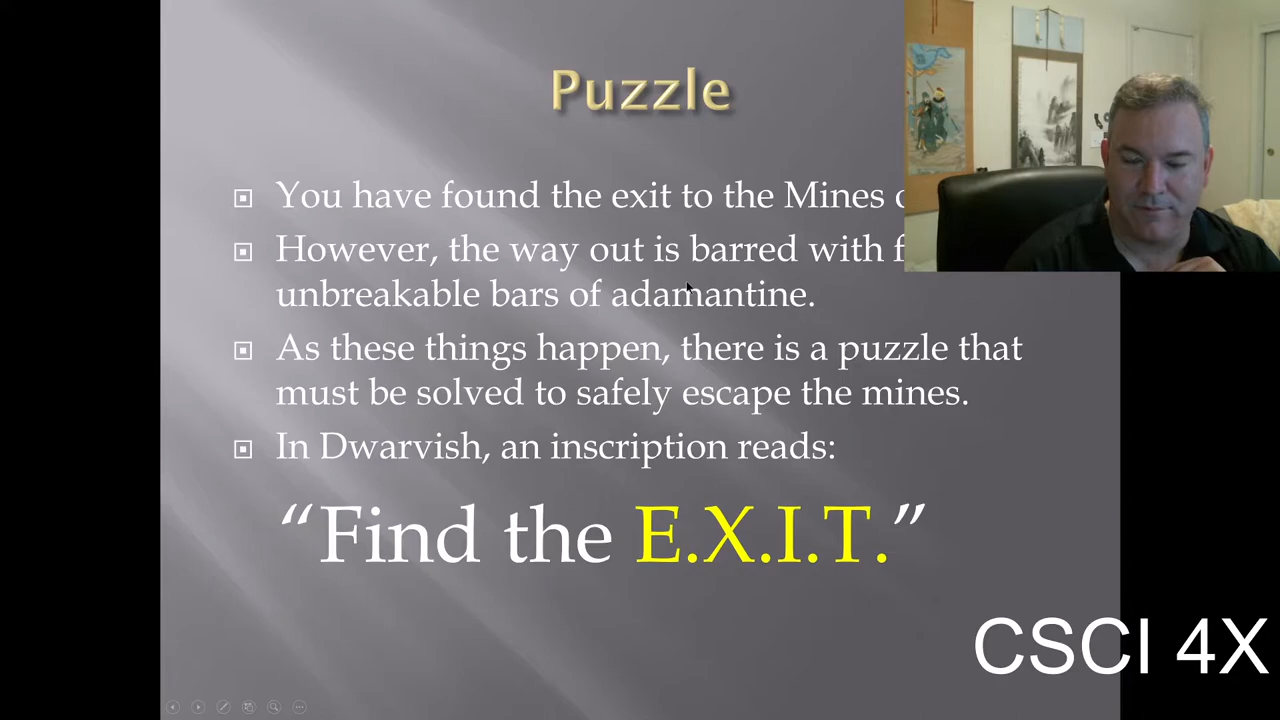 Puzzle
You have found the exit to the Mines
However, the way out is barred with
unbreakable bars of adamantine.
As these things happen, there is a puzzle that
must be solved to safely escape the mines.
In Dwarvish, an inscription reads:
“Find the E.X.I.T.”
CSCI 4X